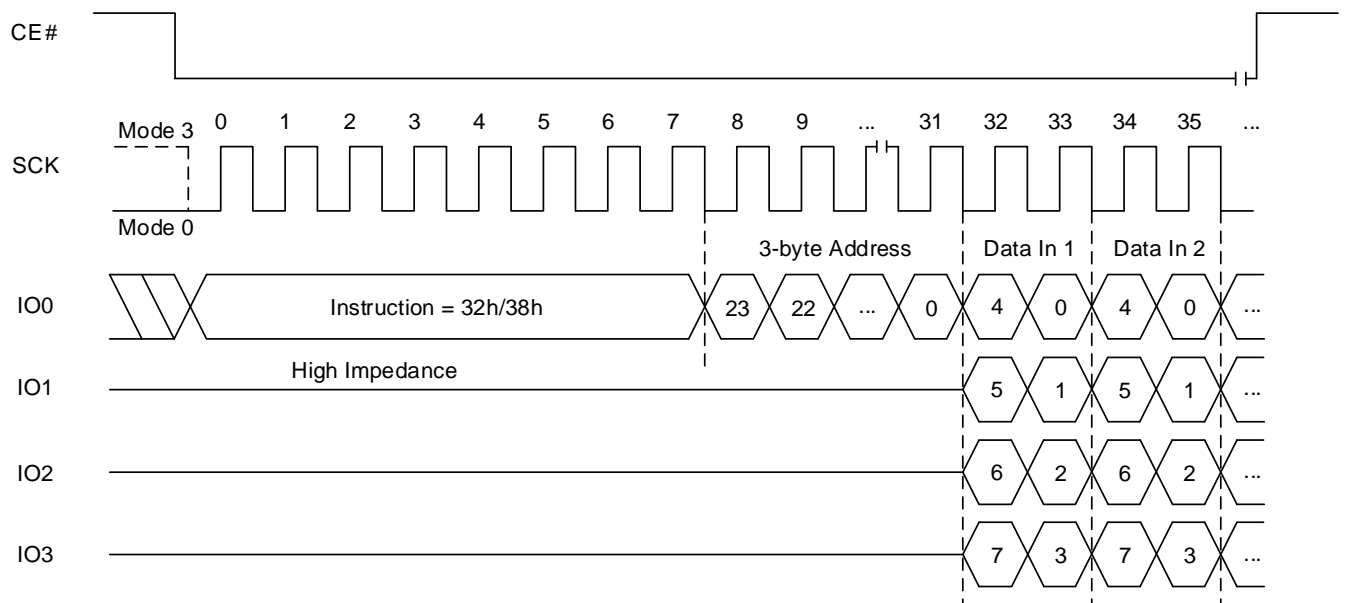 CE#
Mode 3 0 1 2 3 4 5 6 7 8 9 ... 31 32 33 34 35 ...
SCK
Mode 0
3-byte Address Data In 1 Data In 2
IO0 Instruction = 32h/38h 23 22 ... 0 4 0 4 0 ...
High Impedance
IO1 5 1 5 1 ...
IO2 6 2 6 2 ...
IO3 7 3 7 3 ...